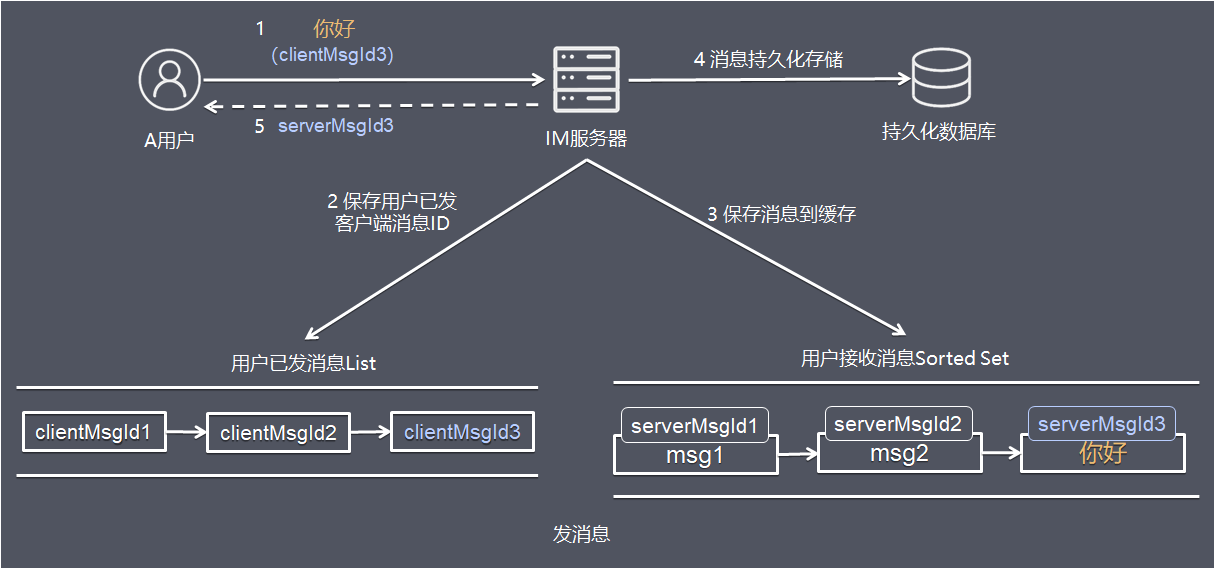 1 你好
(clientMsgId3)
4 消息持久化存储
5 serverMsgId3
A用户
IM服务器
持久化数据库
2 保存用户已发
客户端消息ID
3 保存消息到缓存
用户已发消息List
clientMsgId1 clientMsgId2 clientMsgId3
用户接收消息Sorted Set
serverMsgId1 serverMsgId2 serverMsgId3
msg1 msg2 你好
发消息